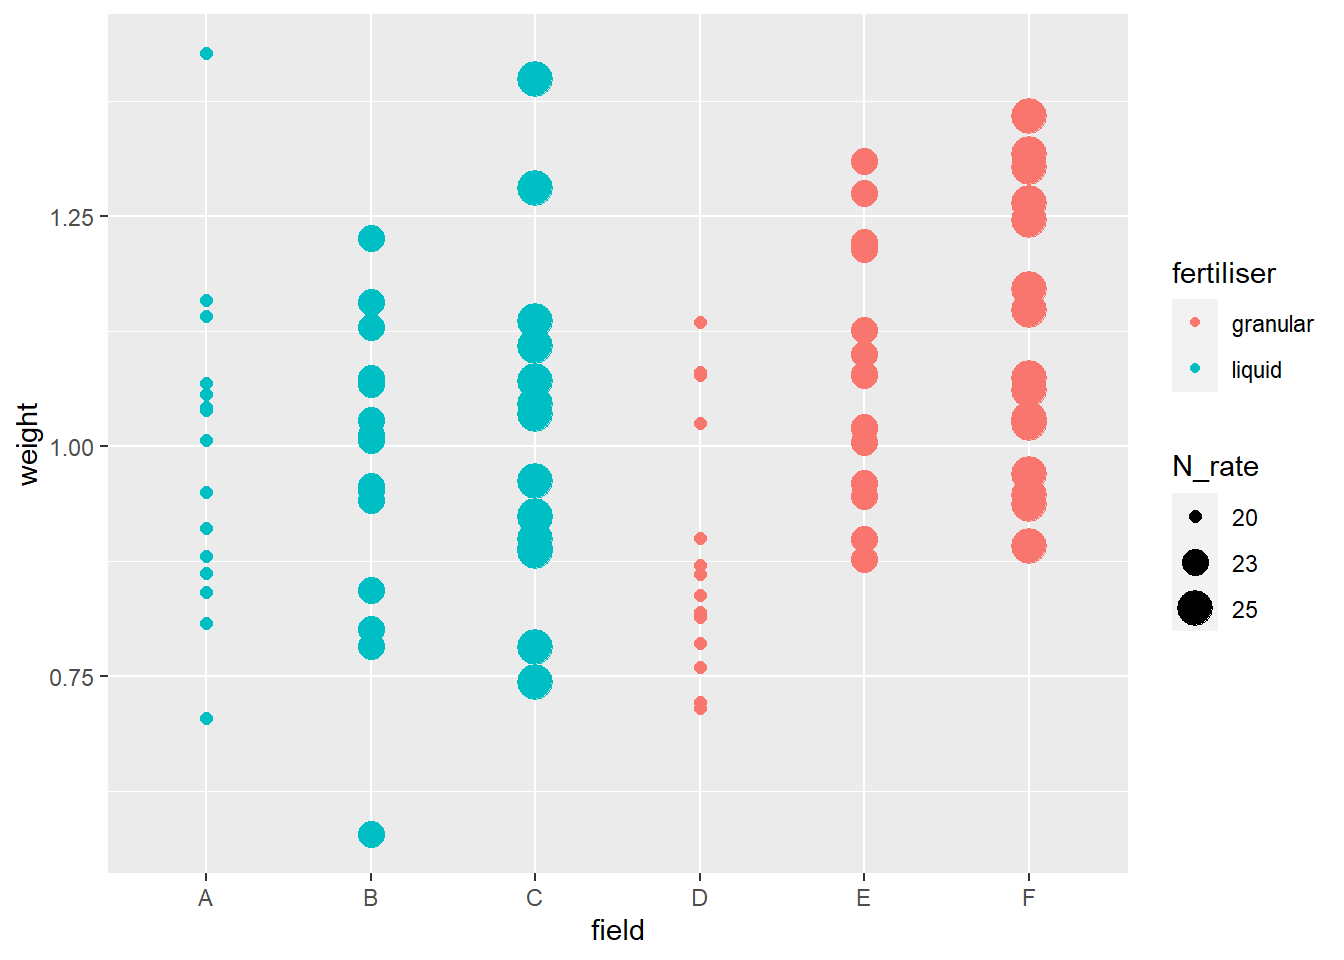 1.25
1.00
0.75
weight
A B C D E F
field
fertiliser
granular
liquid
N_rate
20
23
25